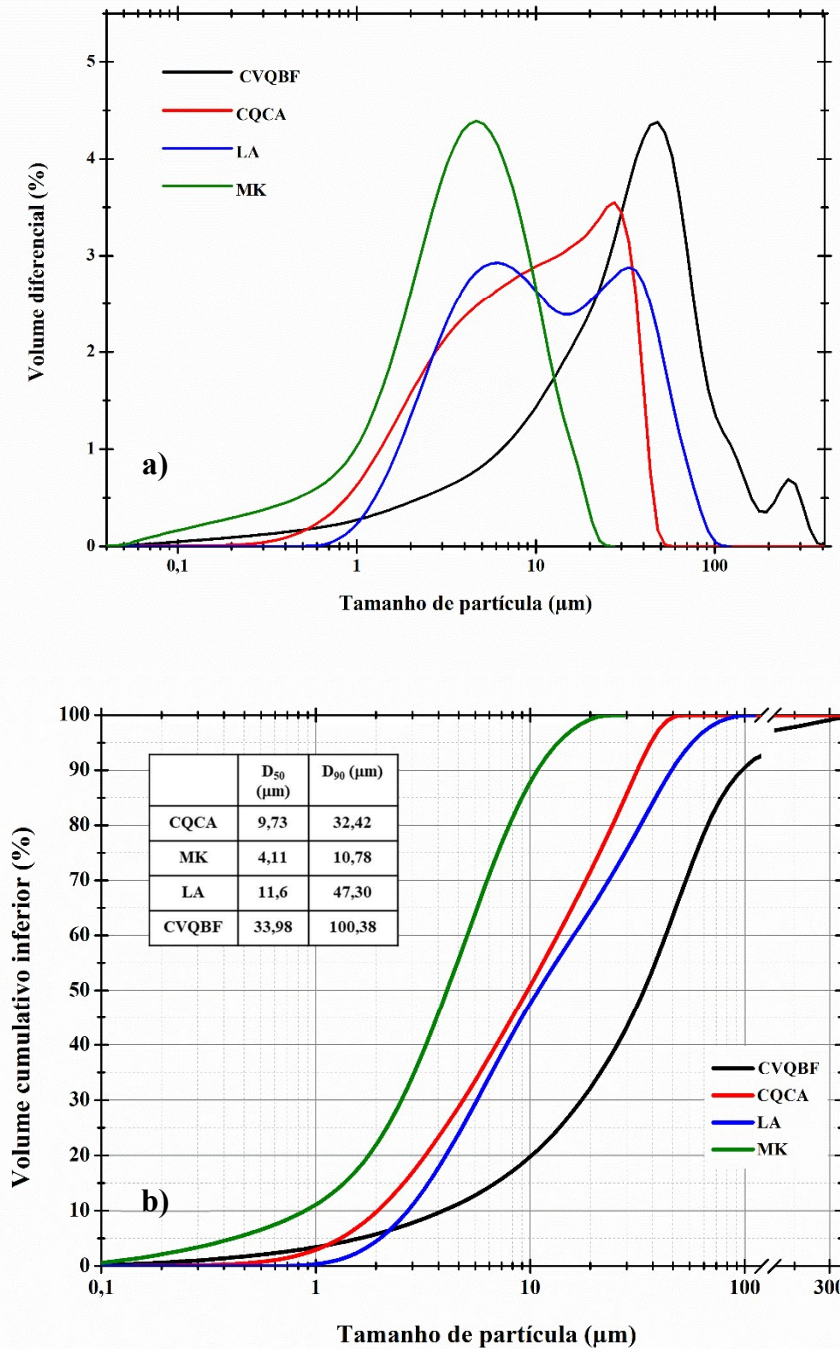 5
4
3
2
1
0
Volume diferencial (%)
CVQBF
CQCA
LA
MK
a)
0,1
1
10
100
Tamanho de partícula (µm)
100
90
80
70
60
50
40
30
20
10
0
Volume cumulativo inferior (%)
D50 (µm) D90 (µm)
CQCA 9,73 32,42
MK 4,11 10,78
LA 11,6 47,30
CVQBF 33,98 100,38
CVQBF
CQCA
LA
MK
b)
0,1
1
10
100
300
Tamanho de partícula (µm)